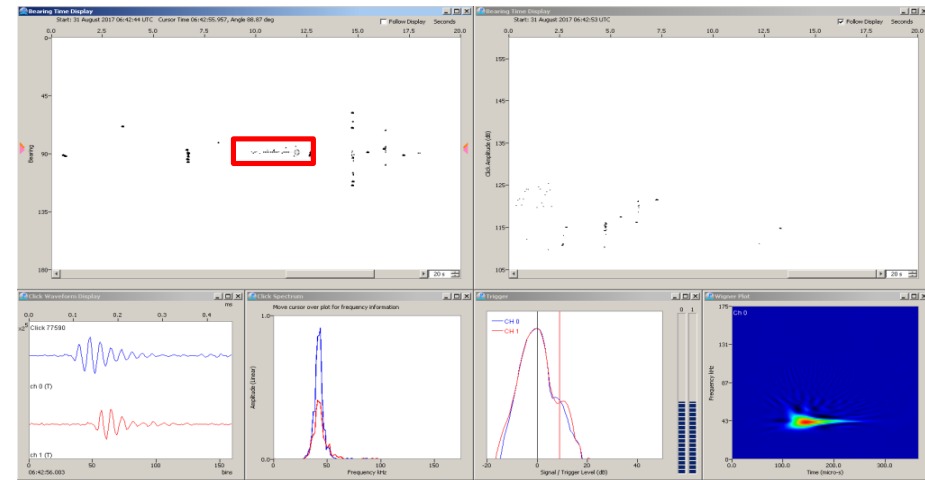 Bearing Time Display
Start: 31 August 2017 06:42:44 UTC Cursor Time 06:42:55.957, Angle 88.87 deg
Follow Display Seconds
0.0 2.5 5.0 7.5 10.0 12.5 15.0 17.5 20.0
0
45
90
135
180
Bearing
20 s
Bearing Time Display
Start: 31 August 2017 06:42:53 UTC
Follow Display Seconds
0.0 2.5 5.0 7.5 10.0 12.5 15.0 17.5 20.0
155
145
135
125
115
105
Click Amplitude (dB)
20 s
Click Waveform Display
ms
0.0 0.1 0.2 0.3 0.4
Click 77590
ch 0 (T)
ch 1 (T)
0 50 100 150
06:42:56.003
bins
Click Spectrum
Move cursor over plot for frequency information
1.0
0.0
Amplitude (Linear)
0 50 100 150
Frequency kHz
Trigger
CH 0
CH 1
0 1
-20 0 20
Signal / Trigger Level (dB)
Wigner Plot
Ch 0
175
131
87
43
0
Frequency kHz
0.0 100.0 200.0 300.0
Time (micro-s)